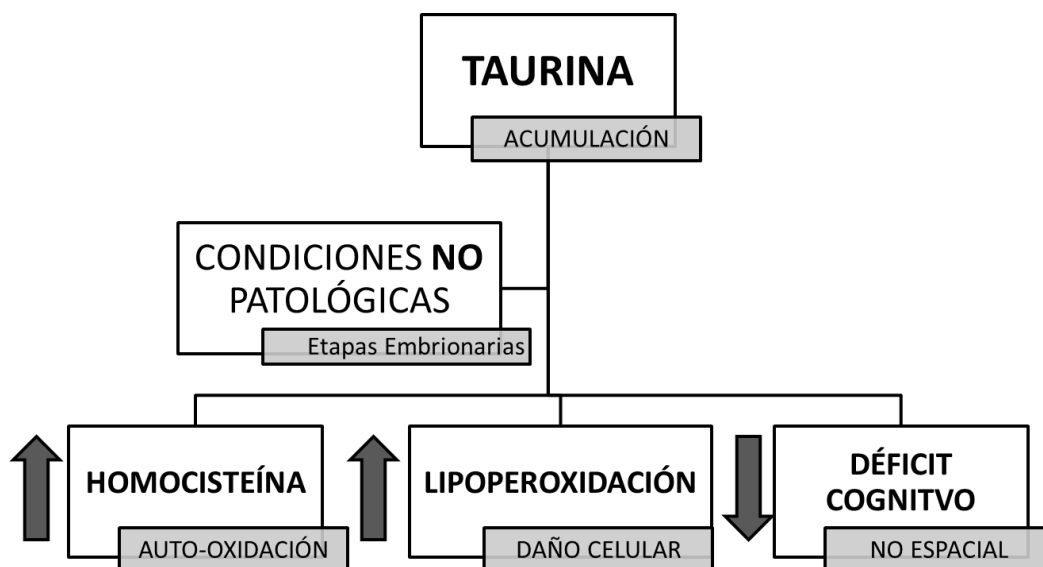 TAURINA
ACUMULACIÓN
CONDICIONES NO
PATOLÓGICAS
Etapas Embrionarias
HOMOCISTEÍNA
AUTO-OXIDACIÓN
LIPOPEROXIDACIÓN
DAÑO CELULAR
DÉFICIT
COGNITVO
NO ESPACIAL